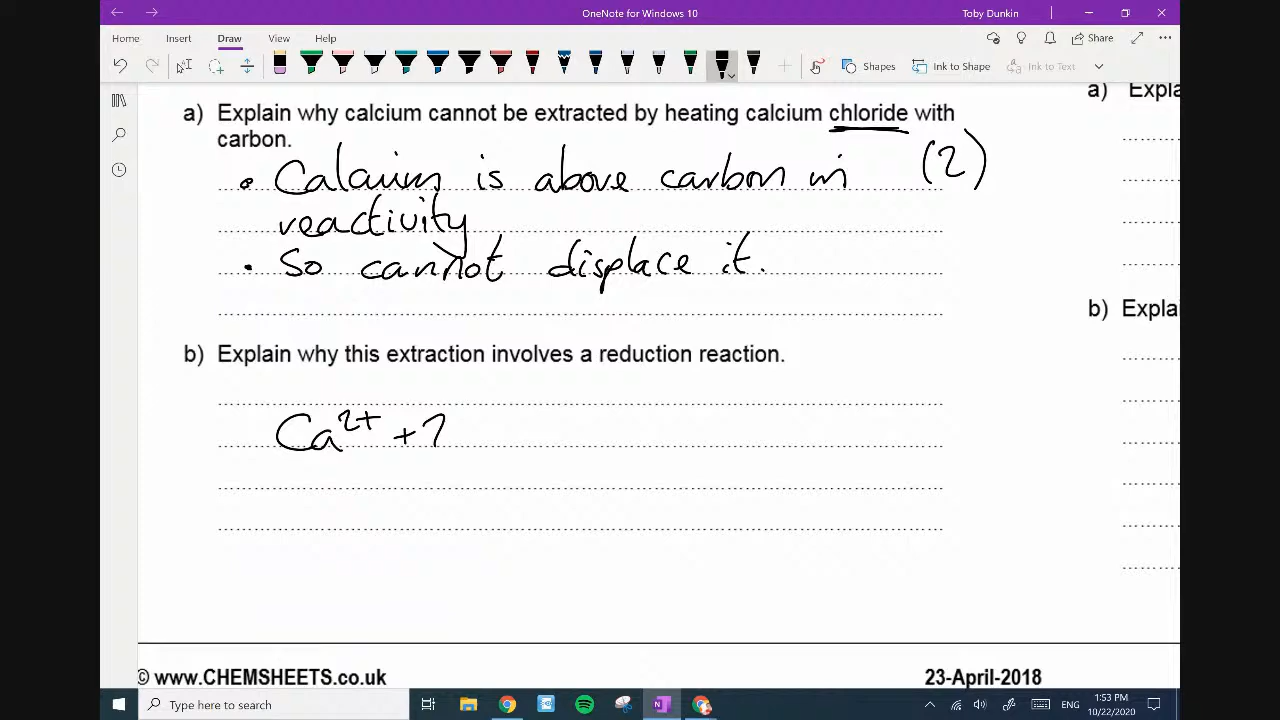 OneNote for Windows 10
Toby Dunkin
Home Insert Draw View Help
Shapes Ink to Shape Ink to Text Share
a) Explain why calcium cannot be extracted by heating calcium chloride with
carbon.
• Calcium is above carbon in (2)
reactivity
• So cannot displace it.
b) Explain why this extraction involves a reduction reaction.
Ca²⁺ + 2
a) Expla
b) Explai
© www.CHEMSHEETS.co.uk 23-April-2018
Type here to search
ENG
1:53 PM
10/22/2020